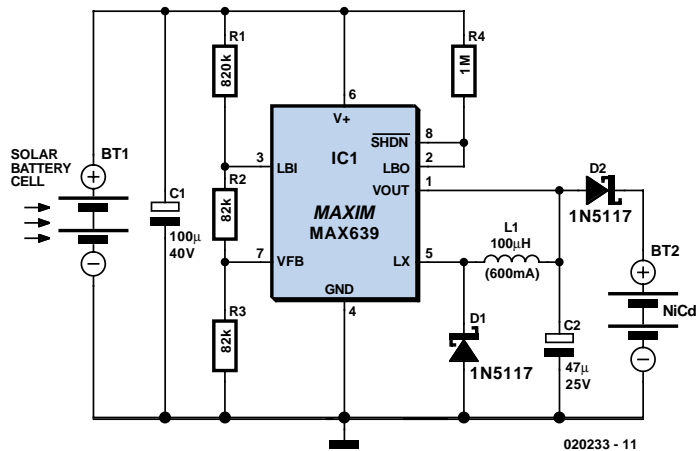 R1
820k
R4
1M
6
V+
SHDN
8
SOLAR
BATTERY
CELL
BT1
3
LBI
IC1
LBO
2
VOUT
1
D2
1N5117
C1
100µ
40V
R2
82k
MAXIM
MAX639
L1
100µH
(600mA)
7
VFB
LX
5
BT2
NiCd
GND
4
R3
82k
D1
1N5117
C2
47µ
25V
020233 - 11